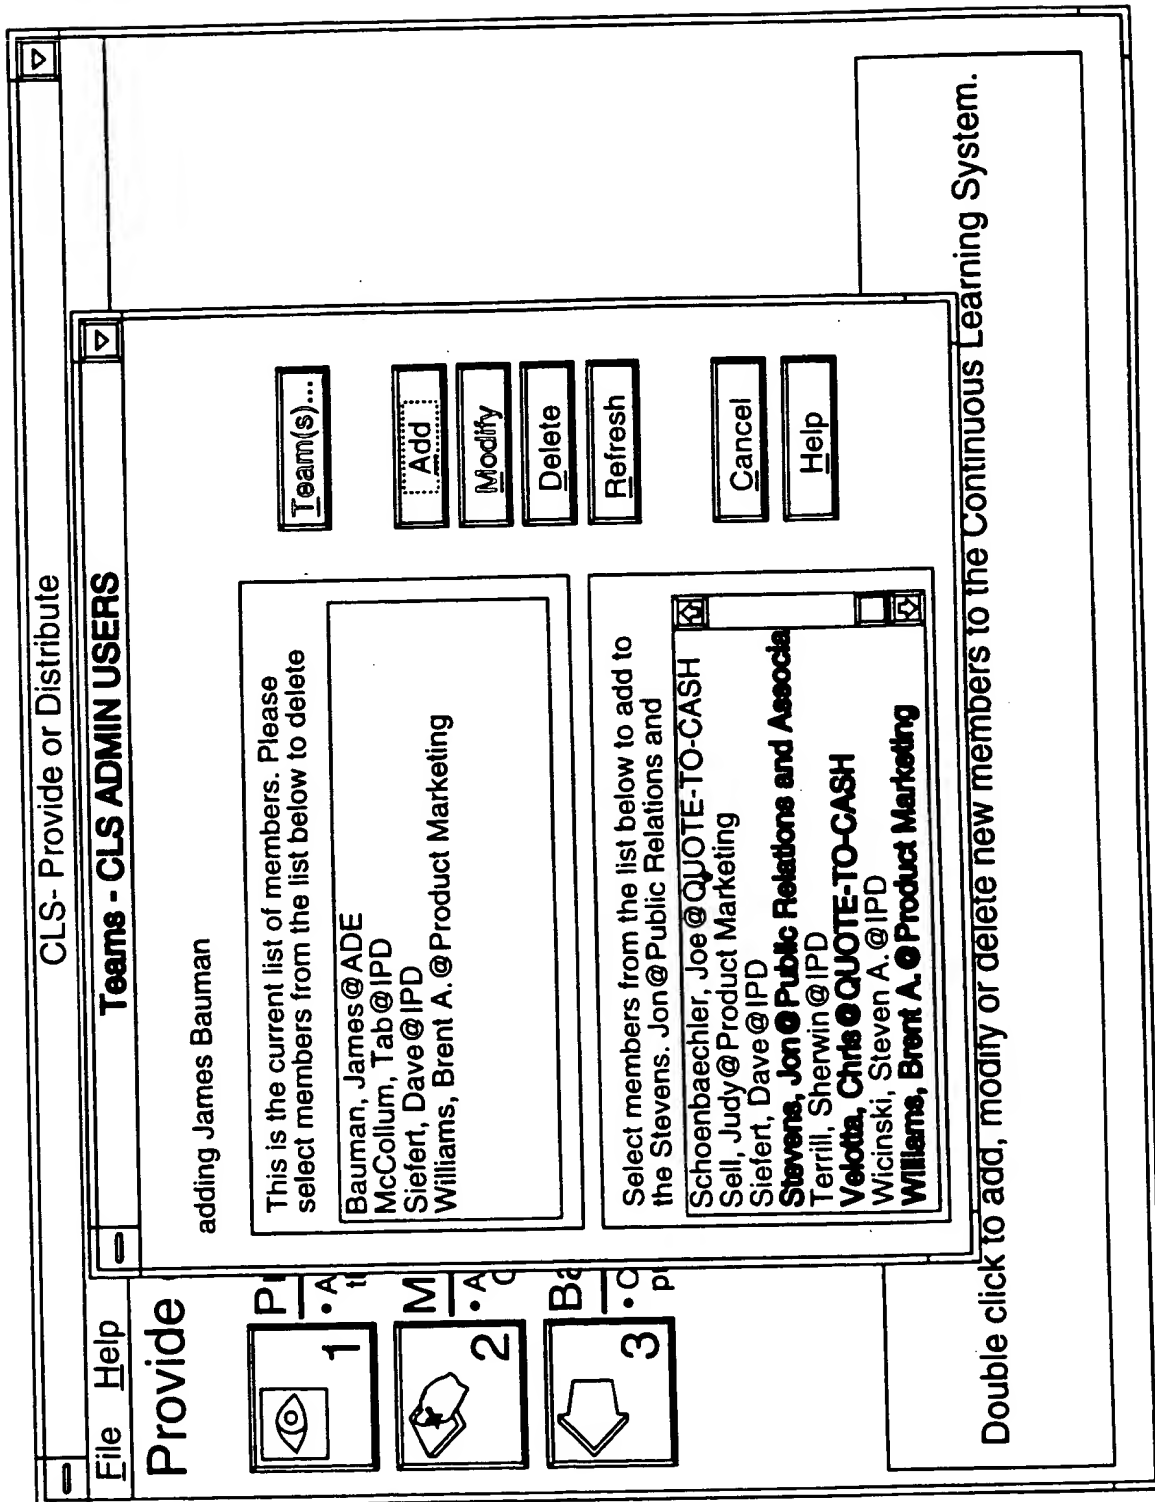 CLS- Provide or Distribute
File Help
Provide
1
2
3
P
• A
t
M
• A
Ba
• C
Teams - CLS ADMIN USERS
adding James Bauman
This is the current list of members. Please
select members from the list below to delete
Bauman, James@ADE
McCollum, Tab@IPD
Siefert, Dave@IPD
Williams, Brent A.@Product Marketing
Select members from the list below to add to
the Stevens. Jon@Public Relations and
Schoenbaechler, Joe@QUOTE-TO-CASH
Sell, Judy@Product Marketing
Siefert, Dave@IPD
Stevens, Jon@Public Relations and Associa
Terrill, Sherwin@IPD
Velotta, Chris@QUOTE-TO-CASH
Wicinski, Steven A.@IPD
Williams, Brent A.@Product Marketing
Team(s)...
Add
Modify
Delete
Refresh
Cancel
Help
Double click to add, modify or delete new members to the Continuous Learning System.